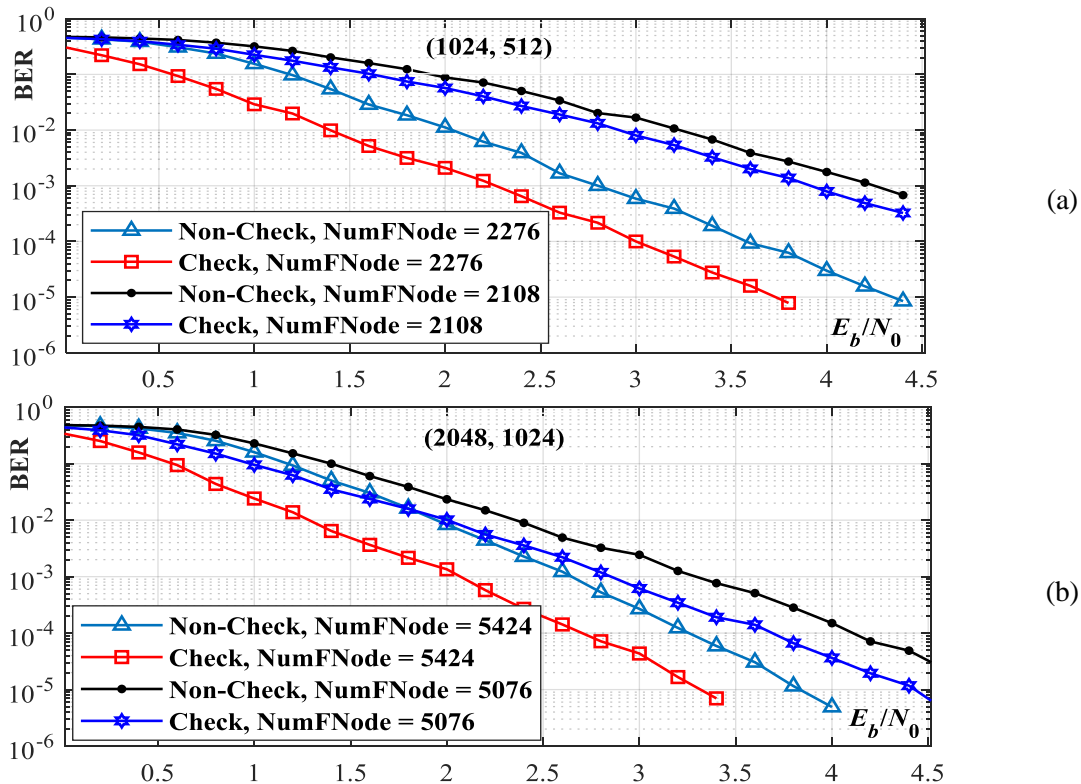 10^0
10^-1
10^-2
10^-3
10^-4
10^-5
10^-6
BER
(1024, 512)
Non-Check, NumFNode = 2276
Check, NumFNode = 2276
Non-Check, NumFNode = 2108
Check, NumFNode = 2108
E_b/N_0
0.5 1 1.5 2 2.5 3 3.5 4 4.5
(a)
10^0
10^-1
10^-2
10^-3
10^-4
10^-5
10^-6
BER
(2048, 1024)
Non-Check, NumFNode = 5424
Check, NumFNode = 5424
Non-Check, NumFNode = 5076
Check, NumFNode = 5076
E_b/N_0
0.5 1 1.5 2 2.5 3 3.5 4 4.5
(b)